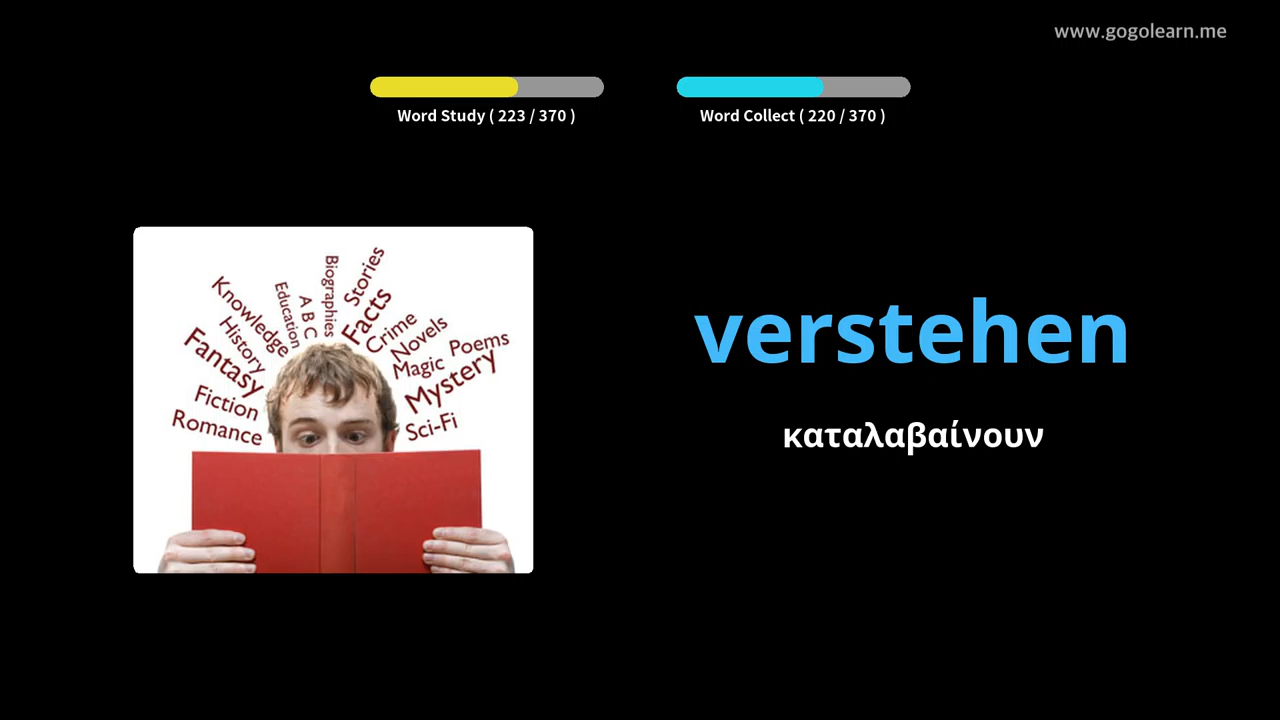 www.gogolearn.me
Word Study ( 223 / 370 )
Word Collect ( 220 / 370 )
Biographies
Stories
Education
A B C
Facts
Knowledge
Crime
History
Novels
Poems
Fantasy
Magic
Mystery
Fiction
Romance
Sci-Fi
verstehen
καταλαβαίνουν